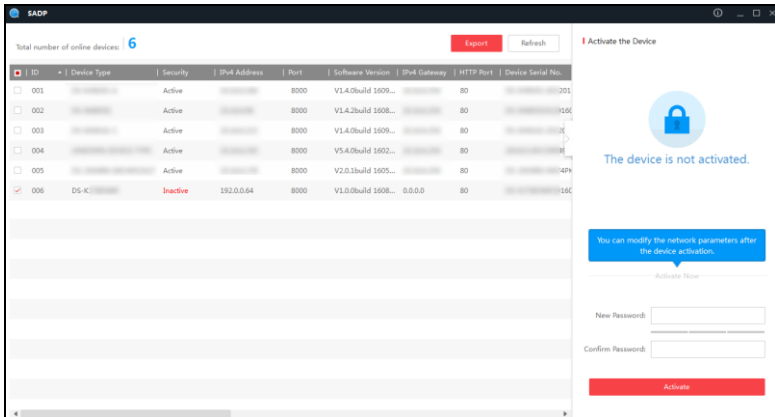 SADP
Total number of online devices: 6
Export
Refresh
ID | Device Type | Security | IPv4 Address | Port | Software Version | IPv4 Gateway | HTTP Port | Device Serial No.
001 Active 8000 V1.4.0build 1609... 80 201
002 Active 8000 V1.4.2build 1608... 80
003 Active 8000 V1.4.0build 1609... 80
004 Active 8000 V5.4.0build 1602... 80
005 Active 8000 V2.0.1build 1605... 80
006 DS-K Inactive 192.0.0.64 8000 V1.0.0build 1608... 0.0.0.0 80
Activate the Device
The device is not activated.
You can modify the network parameters after
the device activation.
Activate Now
New Password:
Confirm Password:
Activate